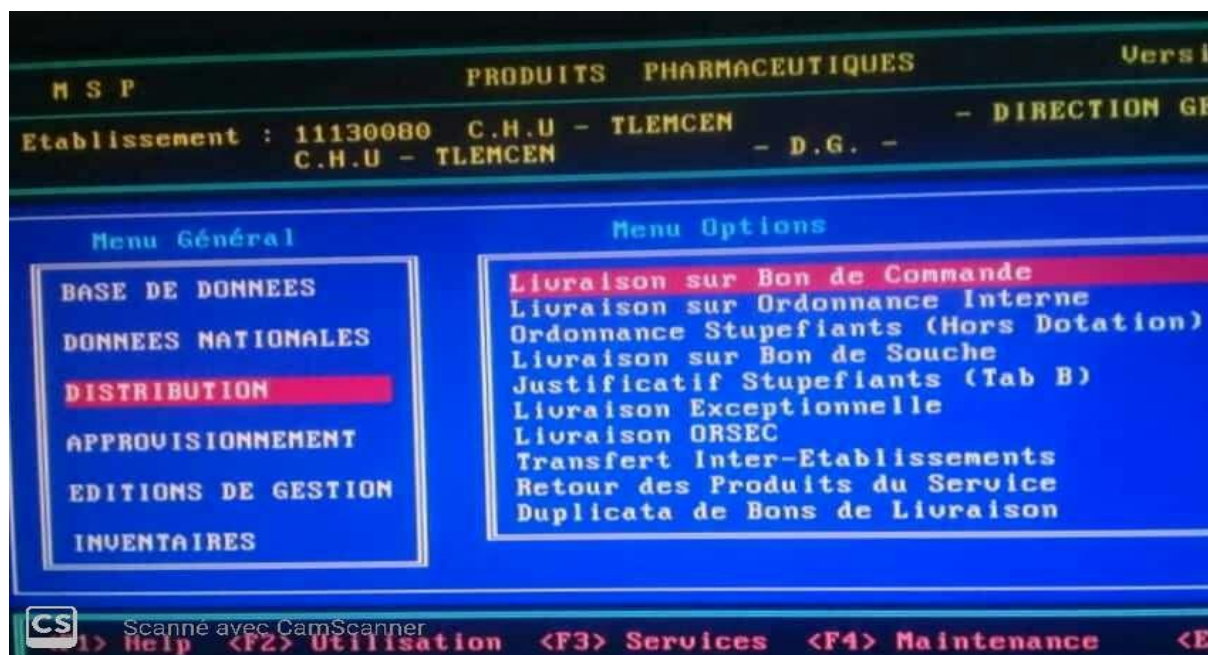 M S P PRODUITS PHARMACEUTIQUES Versi
Etablissement : 11130080 C.H.U - TLEMCEN - DIRECTION GE
C.H.U - TLEMCEN - D.G. -
Menu Général
BASE DE DONNEES
DONNEES NATIONALES
DISTRIBUTION
APPROVISIONNEMENT
EDITIONS DE GESTION
INVENTAIRES
Menu Options
Livraison sur Bon de Commande
Livraison sur Ordonnance Interne
Ordonnance Stupefiants (Hors Dotation)
Livraison sur Bon de Souche
Justificatif Stupefiants (Tab B)
Livraison Exceptionnelle
Livraison ORSEC
Transfert Inter-Etablissements
Retour des Produits du Service
Duplicata de Bons de Livraison
1> Help <F2> Utilisation <F3> Services <F4> Maintenance <E
CS Scanné avec CamScanner